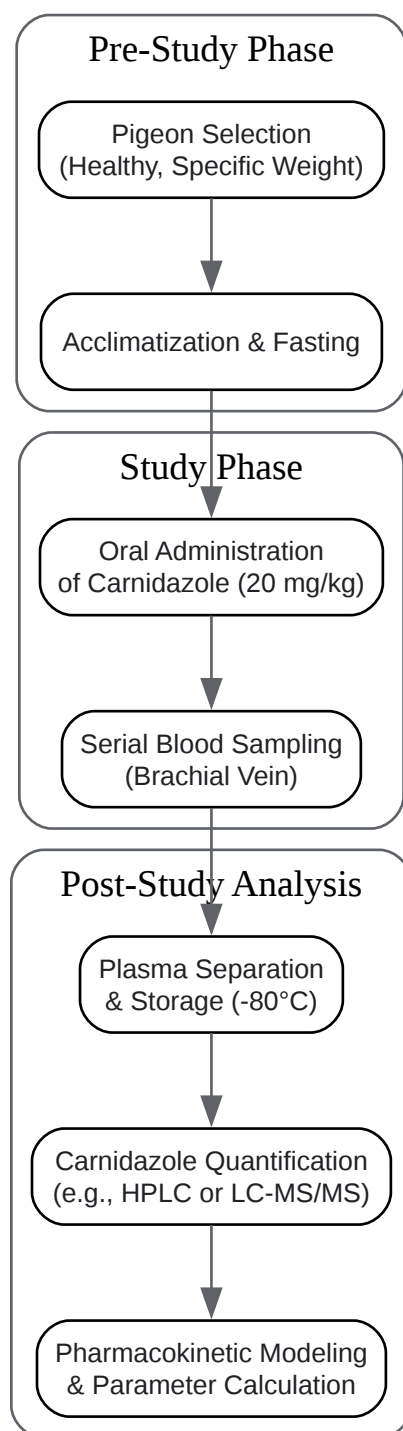 Pre-Study Phase
Pigeon Selection
(Healthy, Specific Weight)
Acclimatization & Fasting
Study Phase
Oral Administration
of Carnidazole (20 mg/kg)
Serial Blood Sampling
(Brachial Vein)
Post-Study Analysis
Plasma Separation
& Storage (-80°C)
Carnidazole Quantification
(e.g., HPLC or LC-MS/MS)
Pharmacokinetic Modeling
& Parameter Calculation